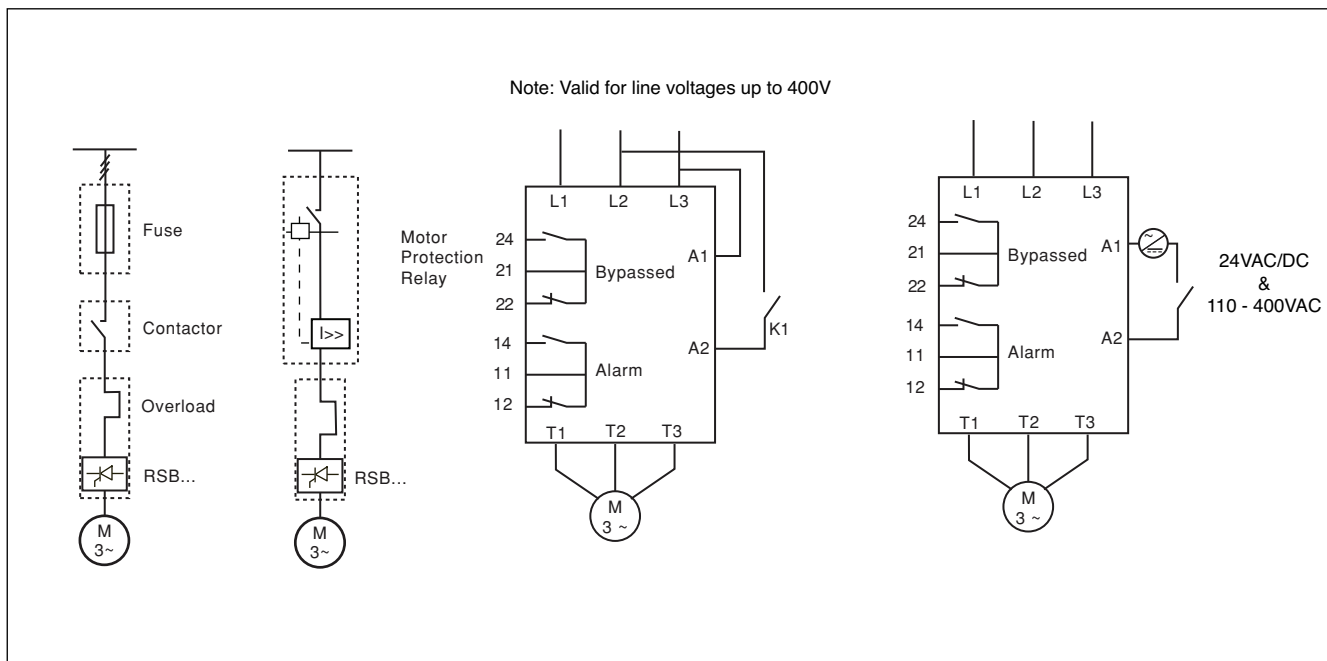 Note: Valid for line voltages up to 400V
Fuse
Contactor
Overload
RSB...
M
3~
I>>
RSB...
M
3~
Motor
Protection
Relay
L1 L2 L3
24
21
22
Bypassed
14
11
12
Alarm
A1
A2
K1
T1 T2 T3
M
3 ~
L1 L2 L3
24
21
22
Bypassed
14
11
12
Alarm
A1
A2
~
24VAC/DC
&
110 - 400VAC
T1 T2 T3
M
3 ~